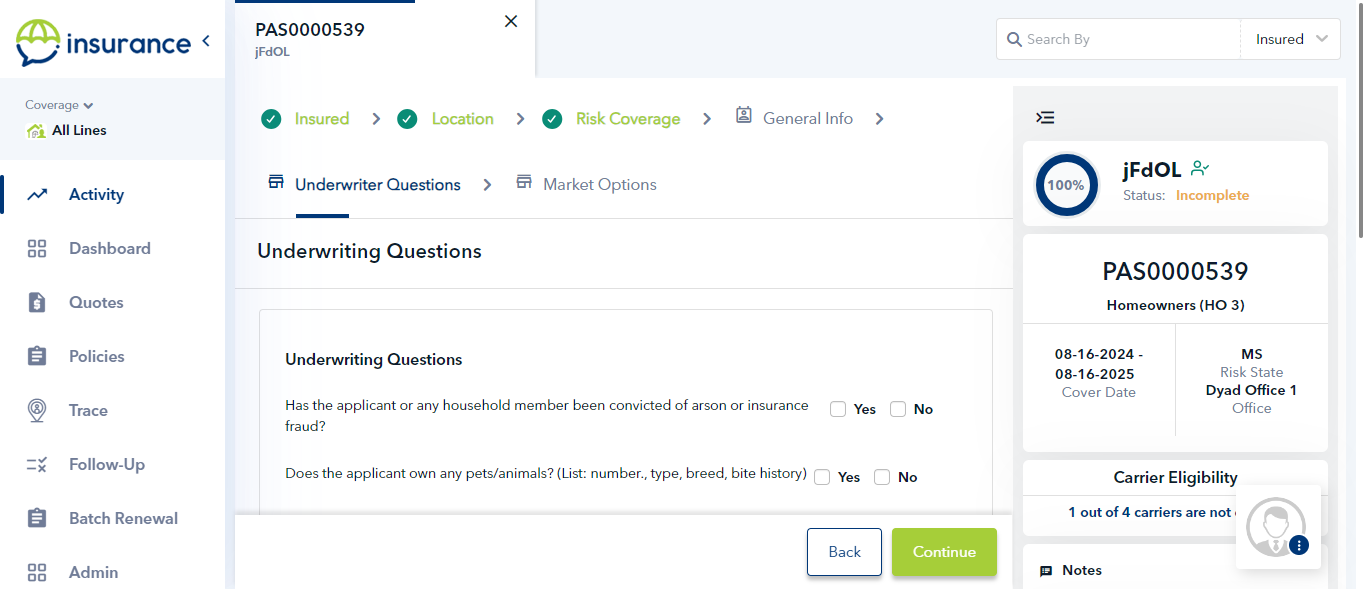 insurance
Coverage
All Lines
Activity
Dashboard
Quotes
Policies
Trace
Follow-Up
Batch Renewal
Admin
PAS0000539
jFdOL
Search By
Insured
Insured
Location
Risk Coverage
General Info
Underwriter Questions
Market Options
Underwriting Questions
Underwriting Questions
Has the applicant or any household member been convicted of arson or insurance
fraud?
Yes No
Does the applicant own any pets/animals? (List: number., type, breed, bite history)
Yes No
Back
Continue
100%
jFdOL
Status: Incomplete
PAS0000539
Homeowners (HO 3)
08-16-2024 -
08-16-2025
Cover Date
MS
Risk State
Dyad Office 1
Office
Carrier Eligibility
1 out of 4 carriers are not
Notes